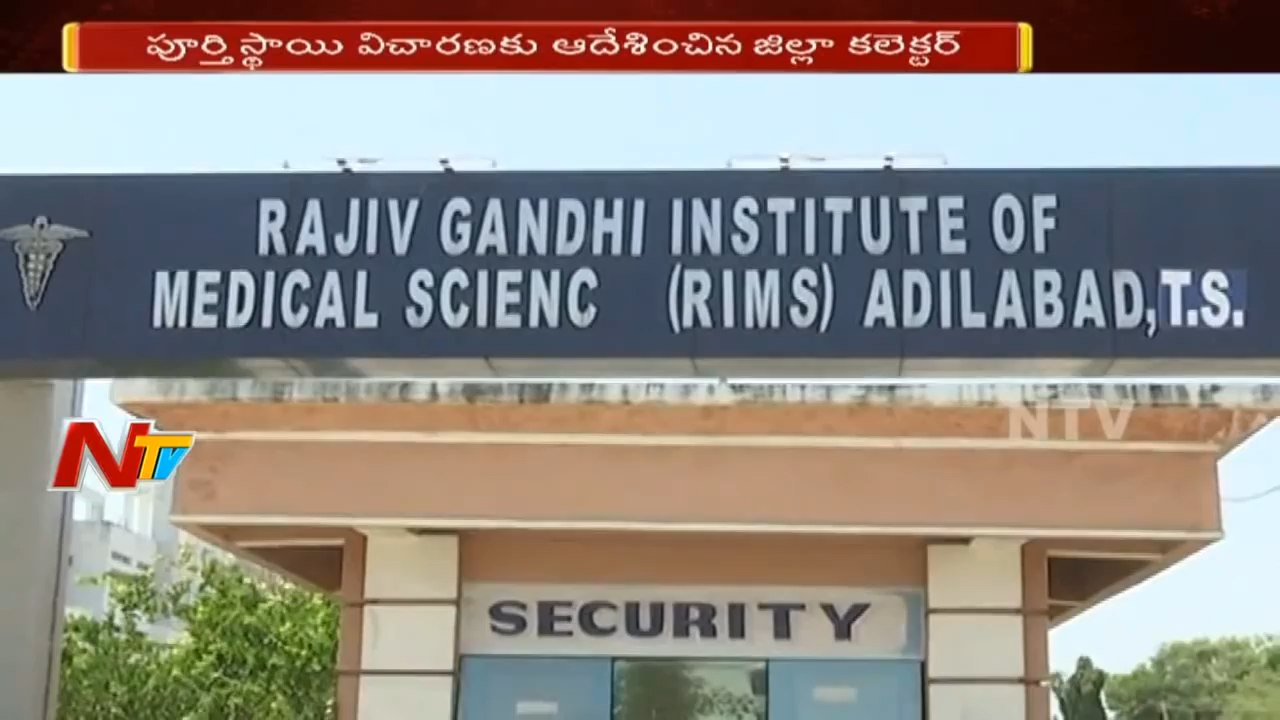 పూర్తి స్థాయి విచారణకు ఆదేశించిన జిల్లా కలెక్టర్
RAJIV GANDHI INSTITUTE OF
MEDICAL SCIENC (RIMS) ADILABAD, T.S.
NTV
NTV
SECURITY